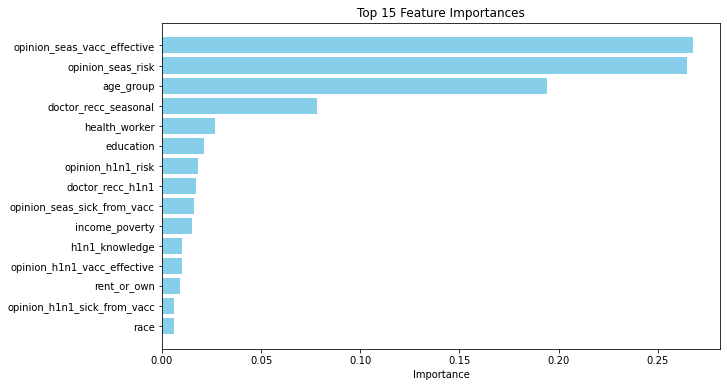 Top 15 Feature Importances
opinion_seas_vacc_effective
opinion_seas_risk
age_group
doctor_recc_seasonal
health_worker
education
opinion_h1n1_risk
doctor_recc_h1n1
opinion_seas_sick_from_vacc
income_poverty
h1n1_knowledge
opinion_h1n1_vacc_effective
rent_or_own
opinion_h1n1_sick_from_vacc
race
0.00 0.05 0.10 0.15 0.20 0.25
Importance